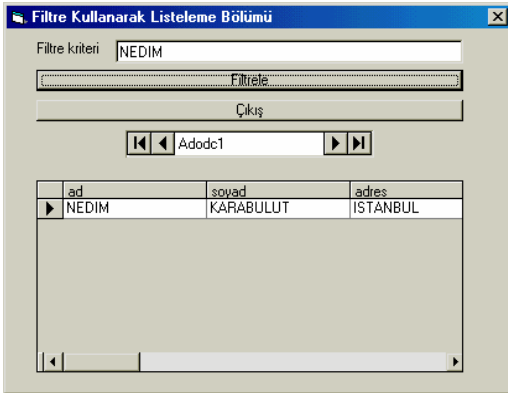 Filtre Kullanarak Listeleme Bölümü
Filtre kriteri NEDIM
Filtrele
Çıkış
Adodc1
ad soyad adres
NEDIM KARABULUT ISTANBUL